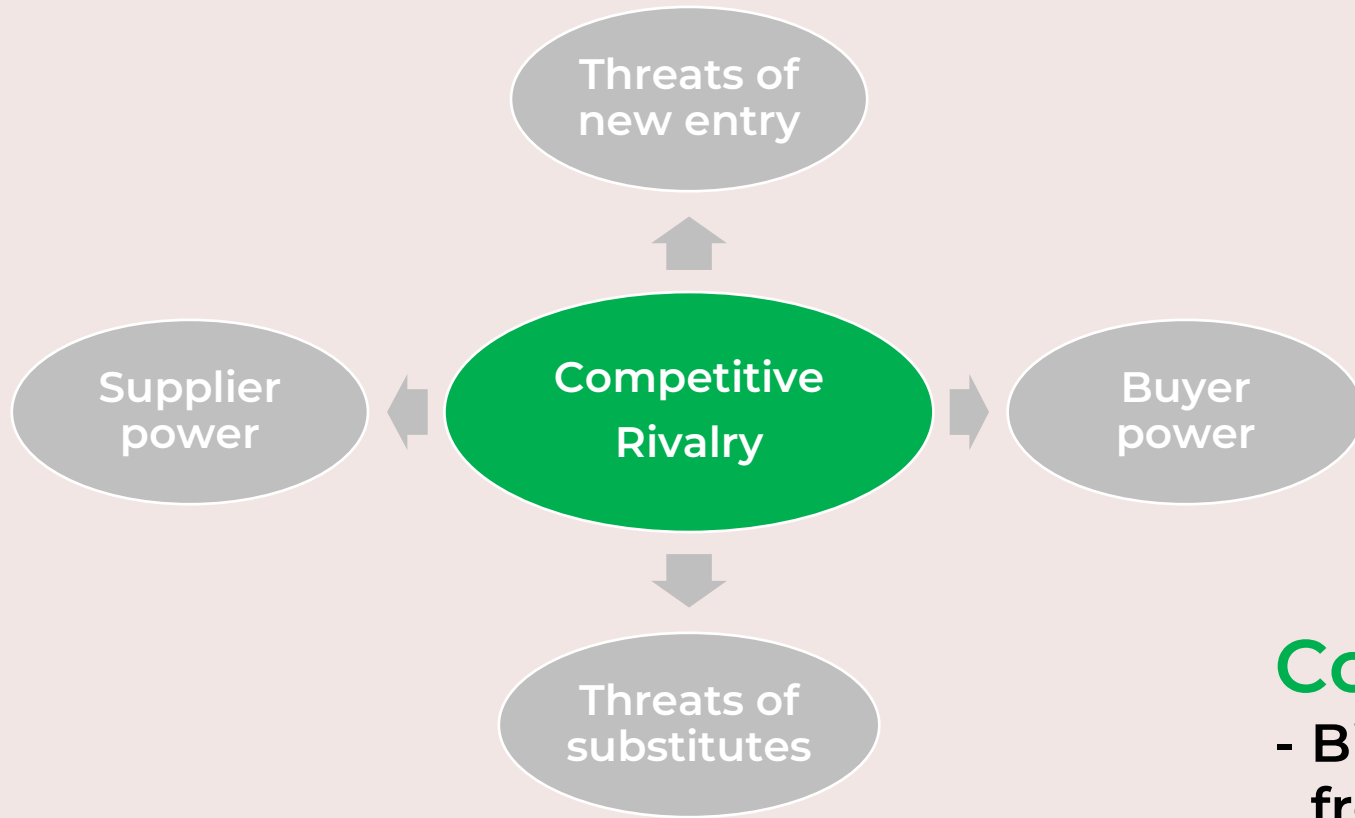 Threats of
new entry
Supplier
power
Competitive
Rivalry
Buyer
power
Threats of
substitutes